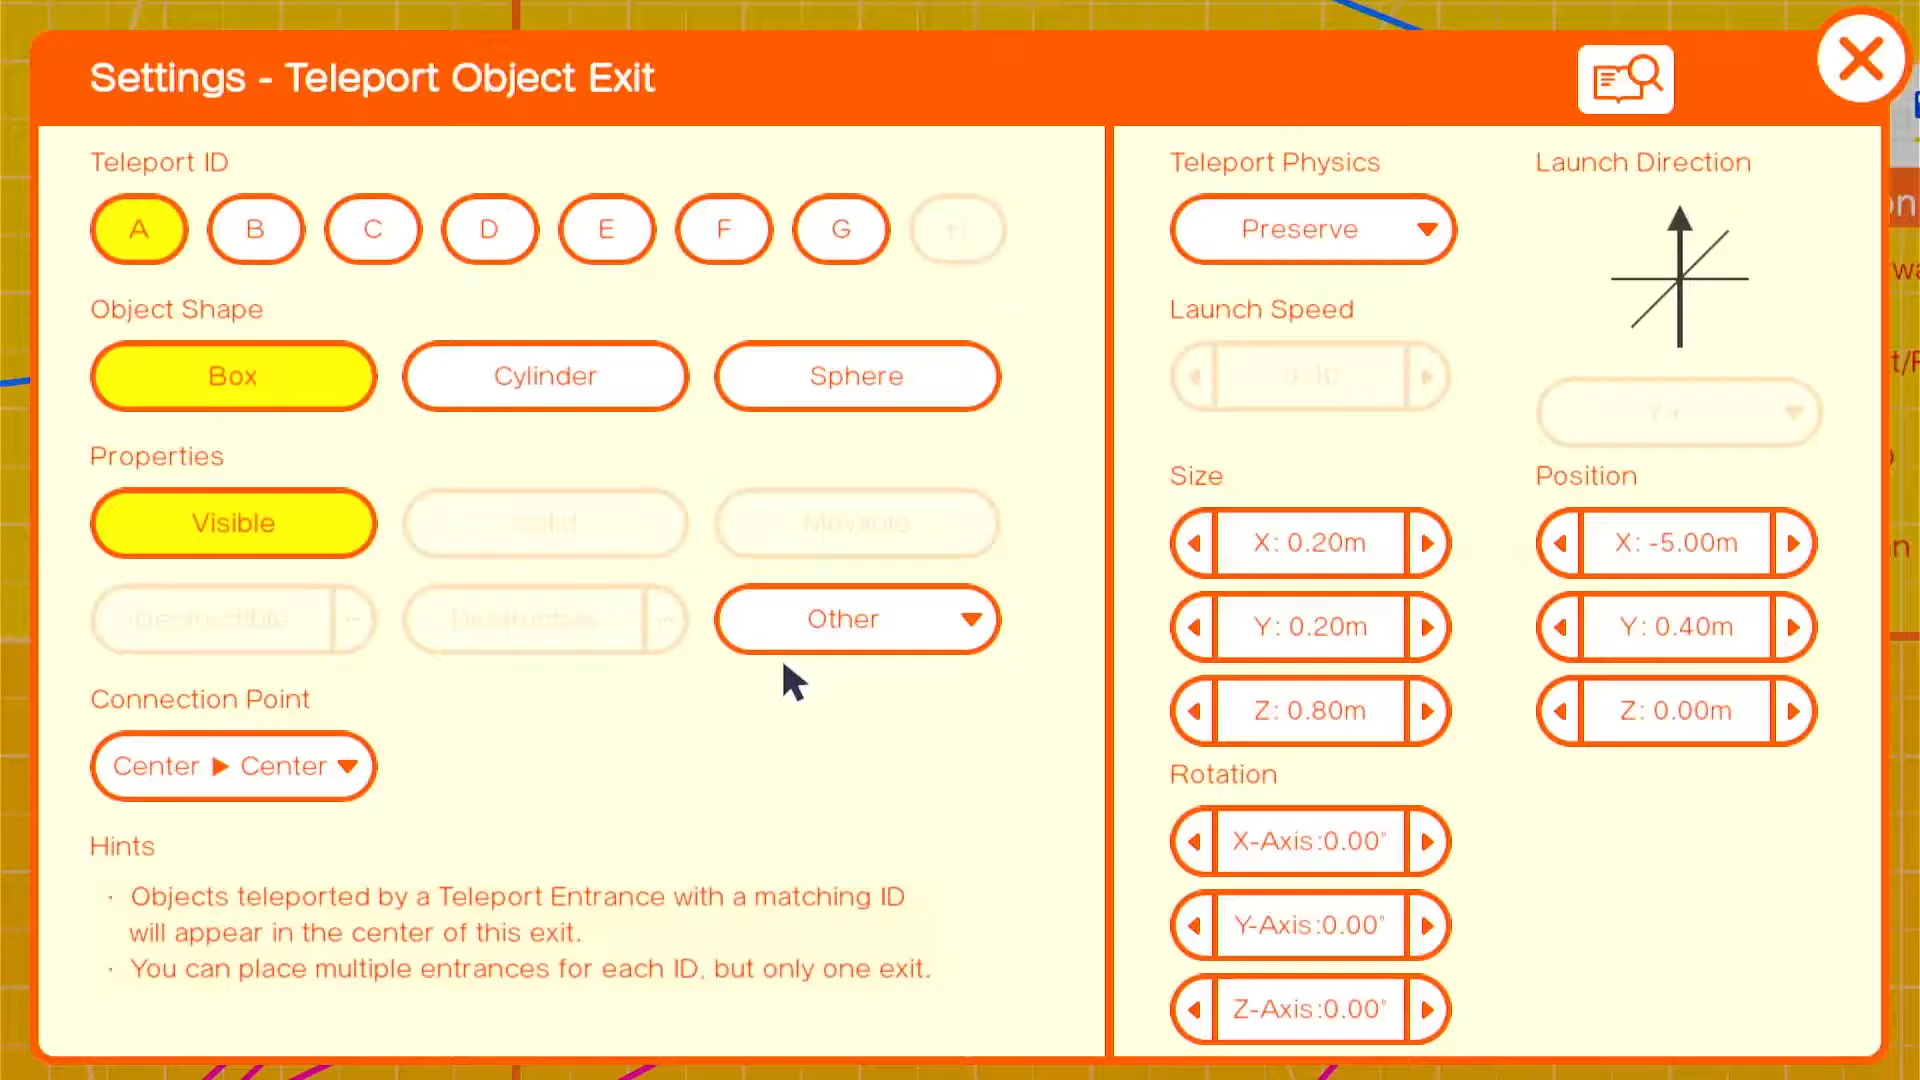 Settings - Teleport Object Exit
Teleport ID
A B C D E F G
Object Shape
Box Cylinder Sphere
Properties
Visible Solid Movable
Destructible ... Destructive ... Other
Connection Point
Center ▶ Center
Hints
· Objects teleported by a Teleport Entrance with a matching ID
will appear in the center of this exit.
· You can place multiple entrances for each ID, but only one exit.
Teleport Physics
Preserve
Launch Speed
Launch Direction
Size
X: 0.20m
Y: 0.20m
Z: 0.80m
Position
X: -5.00m
Y: 0.40m
Z: 0.00m
Rotation
X-Axis:0.00°
Y-Axis:0.00°
Z-Axis:0.00°